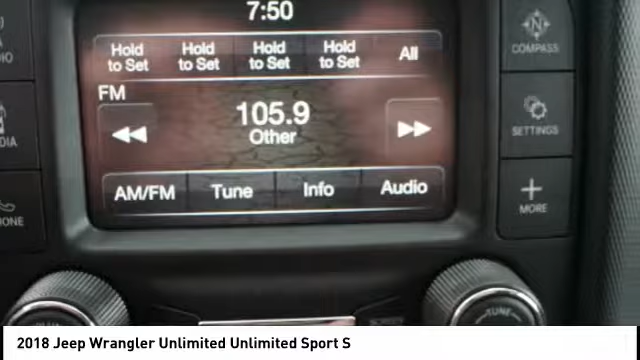 7:50
Hold to Set Hold to Set Hold to Set Hold to Set All
COMPASS
FM
105.9
Other
SETTINGS
AM/FM Tune Info Audio
MORE
TUNE
2018 Jeep Wrangler Unlimited Unlimited Sport S